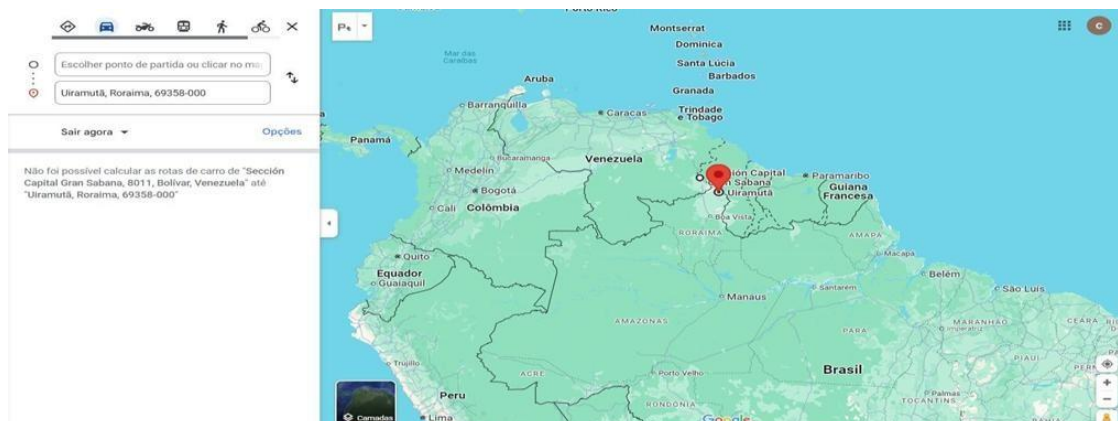 Escolher ponto de partida ou clicar no ma
Uiramutã, Roraima, 69358-000
Sair agora
Opções
Não foi possível calcular as rotas de carro de "Sección
Capital Gran Sabana, 8011, Bolívar, Venezuela" até
"Uiramutã, Roraima, 69358-000"
Montserrat
Dominica
Mar das
Caraíbas
Santa Lúcia
Barbados
Aruba
Granada
Barranquilla
Caracas
Trindade
e Tobago
Panamá
Bucaramanga
Venezuela
Medellín
Capital
Sabana
Uiramutã
Paramaribo
Guiana
Francesa
Bogotá
Cali
Colômbia
Boa Vista
RORAIMA
AMAPÁ
Quito
Macapá
Equador
Guaiaquil
Belém
São Luís
Santarém
Manaus
AMAZONAS
PARÁ
MARANHÃO
CEARÁ
Imperatriz
Trujillo
PIAUÍ
ACRE
Porto Velho
Brasil
Peru
RONDÔNIA
Palmas
TOCANTINS
Camadas
Lima
Google